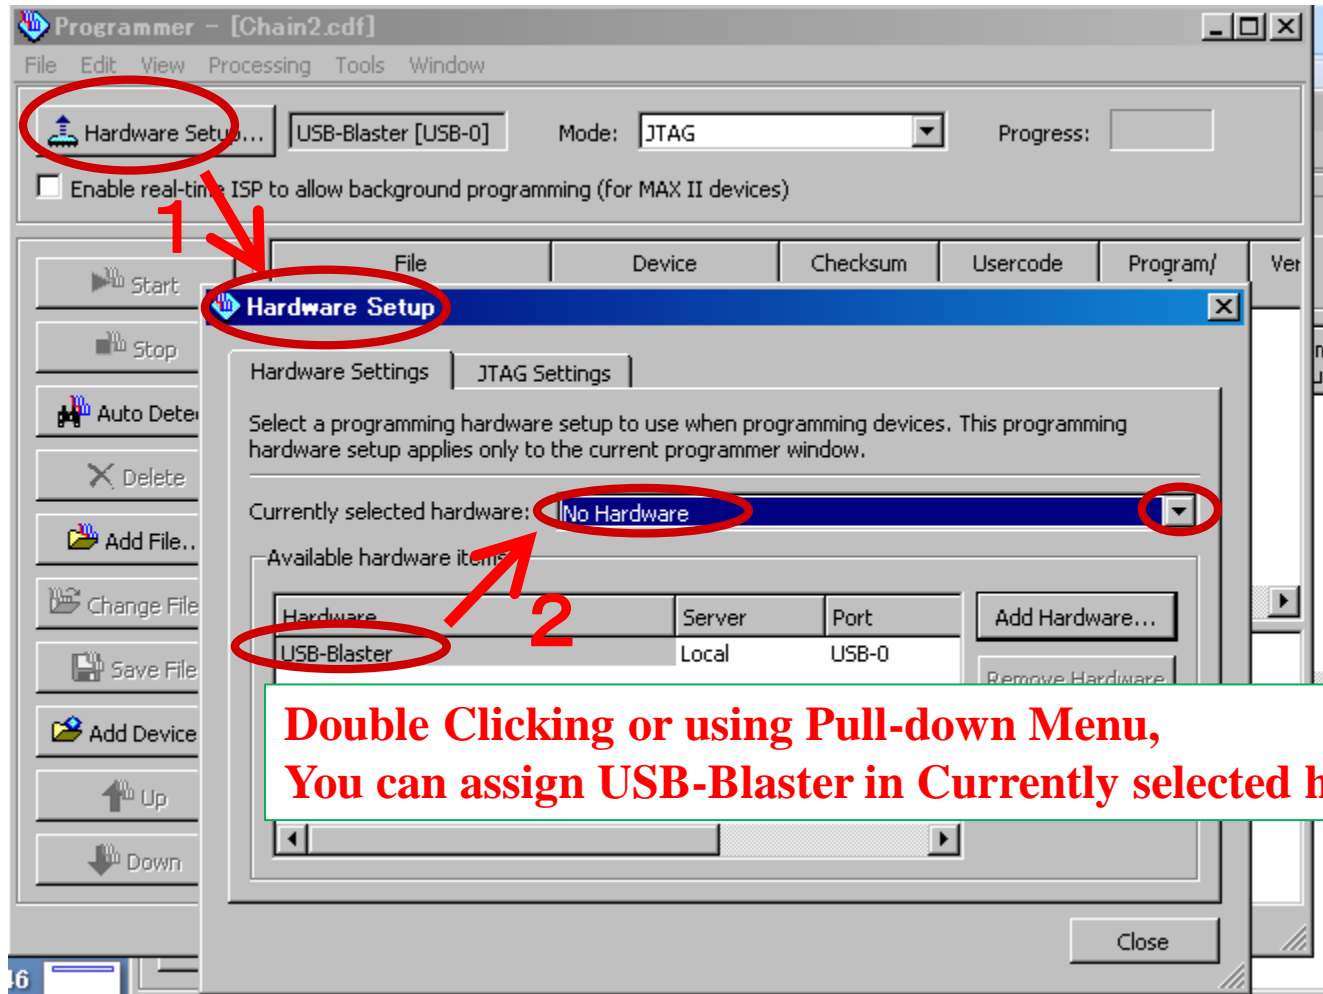 Programmer - [Chain2.cdf]
File Edit View Processing Tools Window
Hardware Setup... USB-Blaster [USB-0] Mode: JTAG Progress:
Enable real-time ISP to allow background programming (for MAX II devices)
1
File Device Checksum Usercode Program/ Ver
Start
Hardware Setup
Stop
Hardware Settings JTAG Settings
Auto Detec
Select a programming hardware setup to use when programming devices. This programming
hardware setup applies only to the current programmer window.
Delete
Currently selected hardware: No Hardware
Add File..
Available hardware items
Change File
2
Hardware Server Port Add Hardware...
USB-Blaster Local USB-0
Save File
Remove Hardware
Double Clicking or using Pull-down Menu,
Add Device
You can assign USB-Blaster in Currently selected h
Up
Down
Close
46